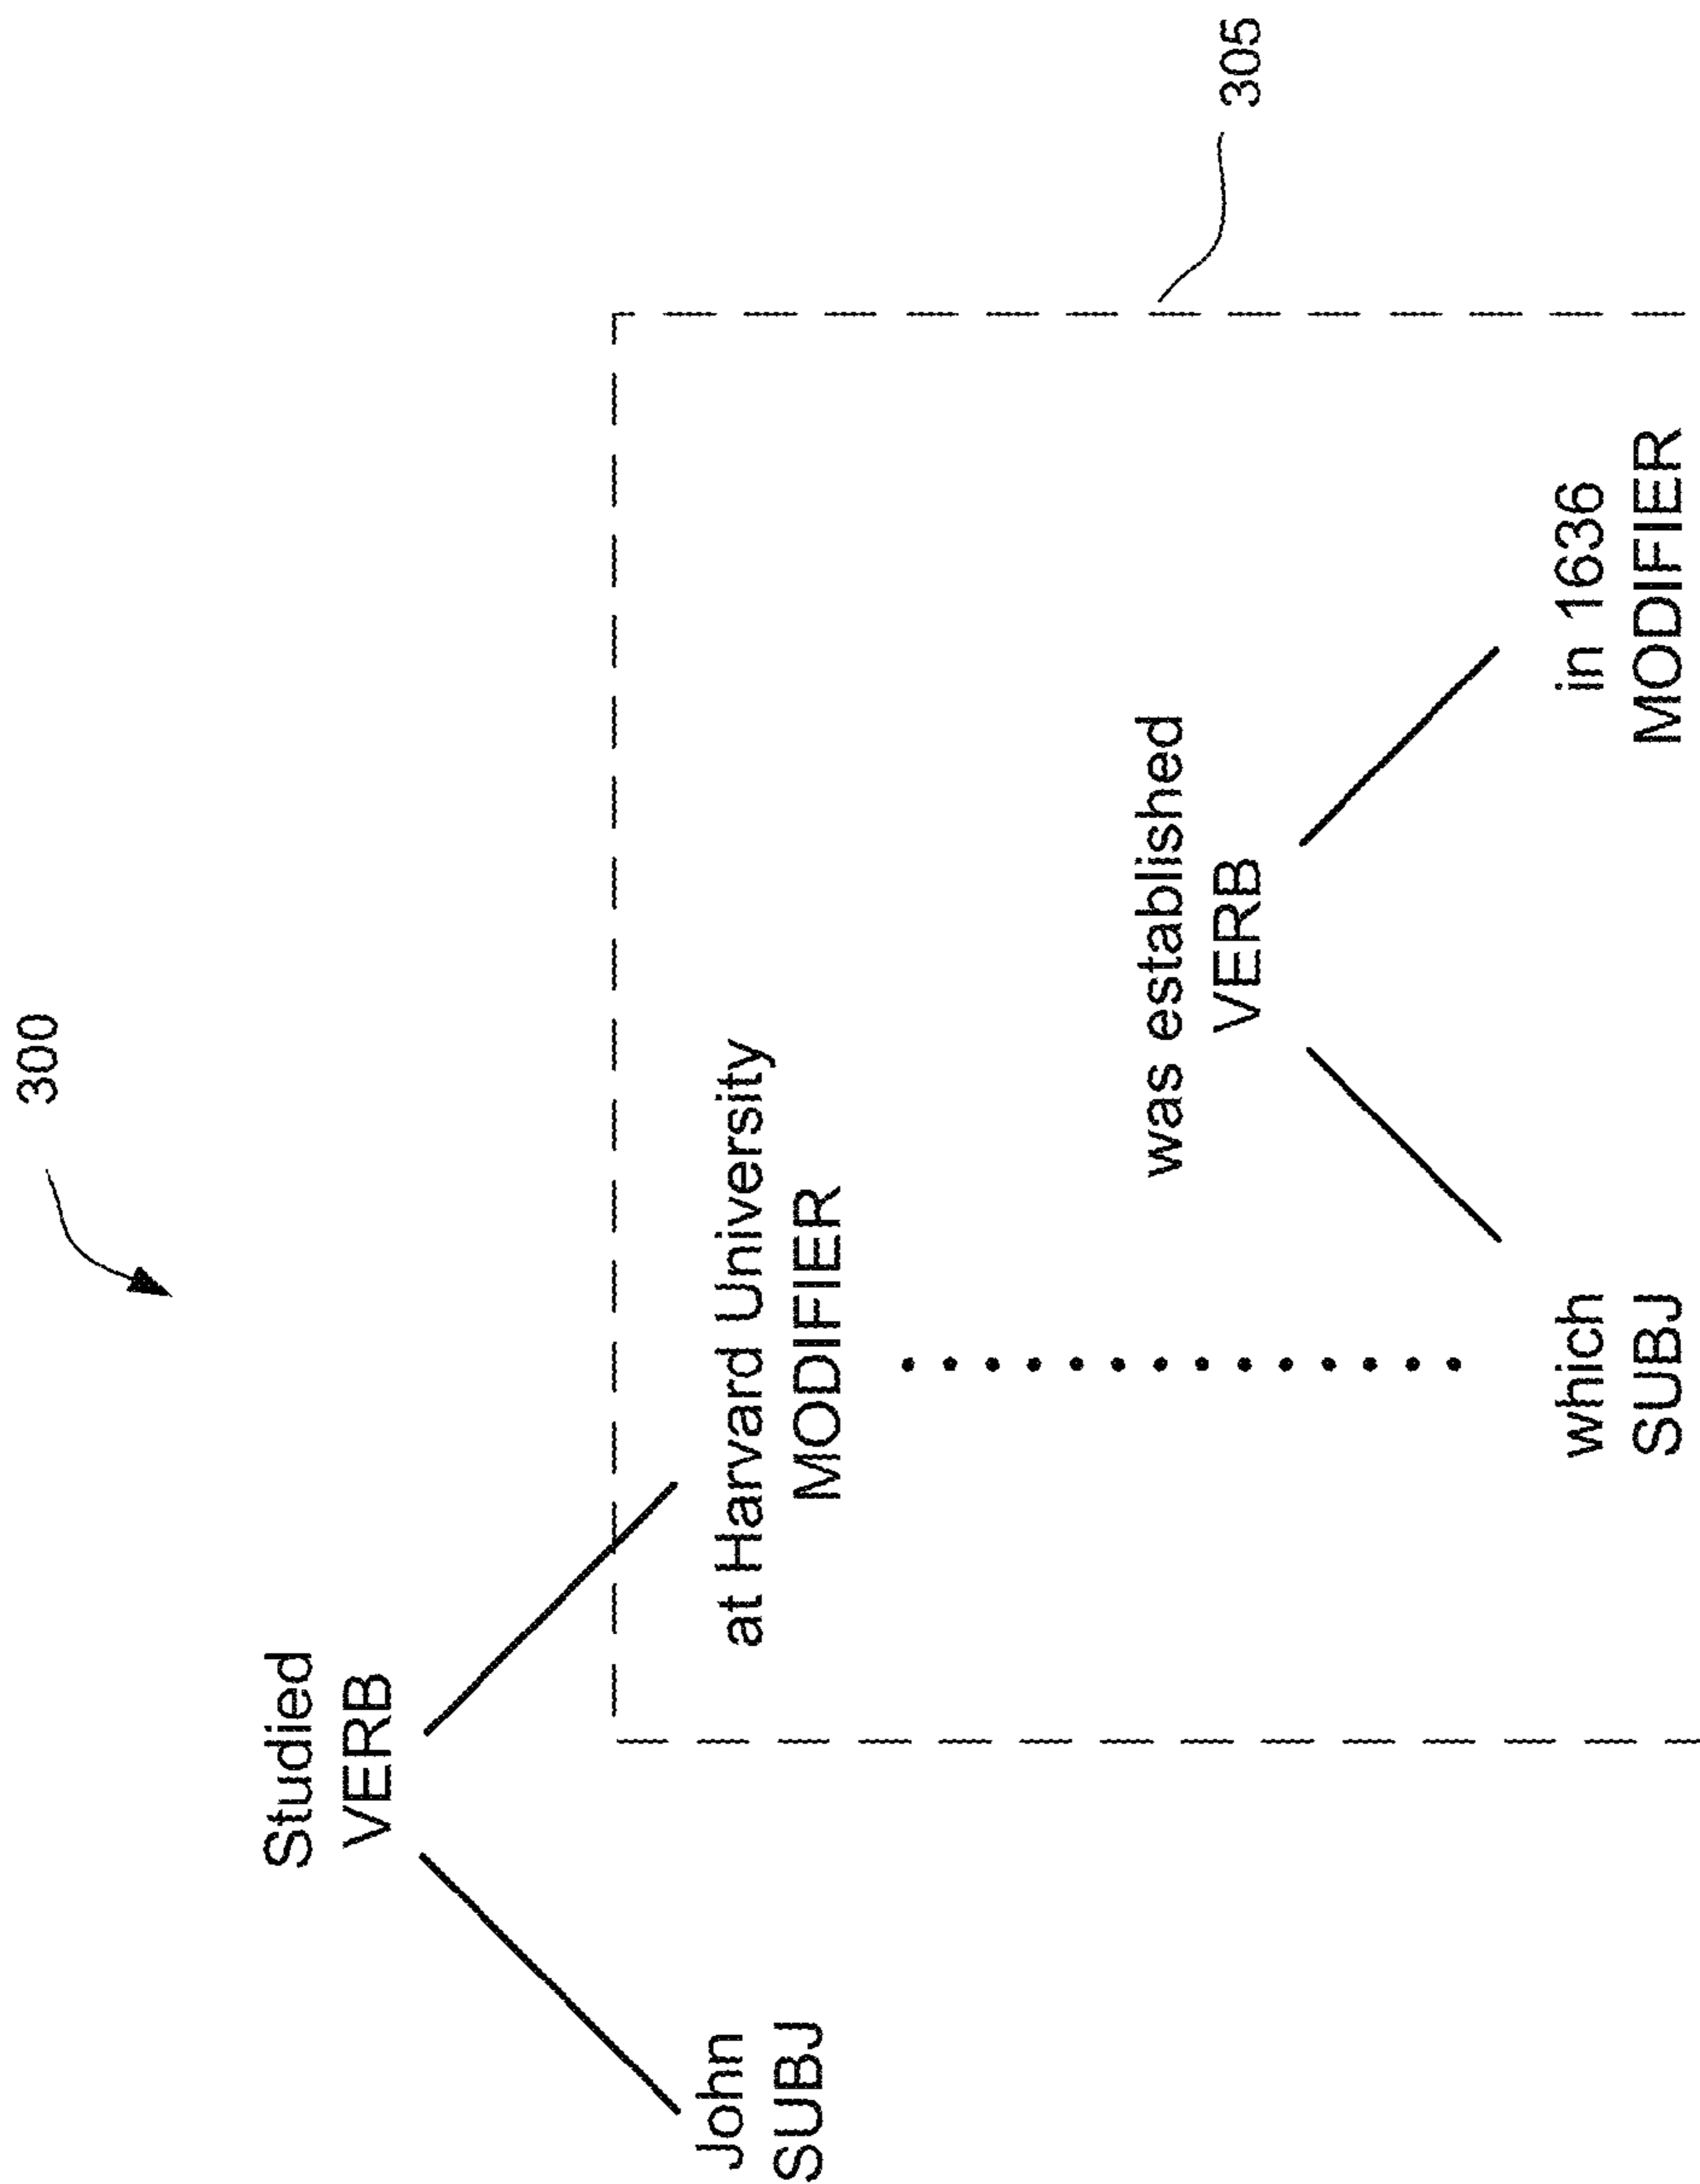 300
Studied
VERB
John
SUBJ
at Harvard University
MODIFIER
was established
VERB
305
which
SUBJ
in 1636
MODIFIER